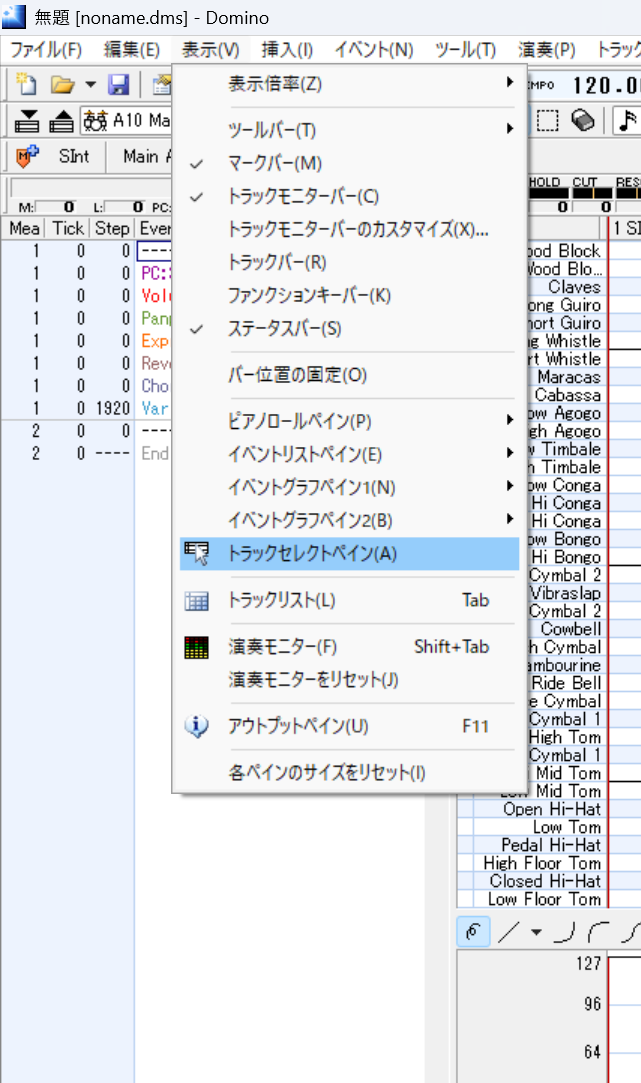 無題 [noname.dms] - Domino
ファイル(F) 編集(E) 表示(V) 挿入(I) イベント(N) ツール(T) 演奏(P) トラック
表示倍率(Z)
ツールバー(T)
マークバー(M)
トラックモニターバー(C)
トラックモニターバーのカスタマイズ(X)...
トラックバー(R)
ファンクションキーバー(K)
ステータスバー(S)
バー位置の固定(O)
ピアノロールペイン(P)
イベントリストペイン(E)
イベントグラフペイン1(N)
イベントグラフペイン2(B)
トラックセレクトペイン(A)
トラックリスト(L) Tab
演奏モニター(F) Shift+Tab
演奏モニターをリセット(J)
アウトプットペイン(U) F11
各ペインのサイズをリセット(I)
EMPO 120.0
A10 Ma
SInt Main A
HOLD CUT RES
M: 0 L: 0 PC: 0 0
Mea Tick Step Ever
1 0 0 ----
1 0 0 PC:
1 0 0 Vol
1 0 0 Pan
1 0 0 Exp
1 0 0 Rev
1 0 0 Cho
1 0 1920 Var
2 0 0 ----
2 0 ---- End
1 SI
ood Block
Wood Blo...
Claves
ong Guiro
hort Guiro
ng Whistle
rt Whistle
Maracas
Cabassa
ow Agogo
gh Agogo
w Timbale
h Timbale
ow Conga
Hi Conga
Hi Conga
ow Bongo
Hi Bongo
Cymbal 2
Vibraslap
Cymbal 2
Cowbell
h Cymbal
ambourine
Ride Bell
e Cymbal
Cymbal 1
High Tom
Cymbal 1
Mid Tom
Low Mid Tom
Open Hi-Hat
Low Tom
Pedal Hi-Hat
High Floor Tom
Closed Hi-Hat
Low Floor Tom
127
96
64